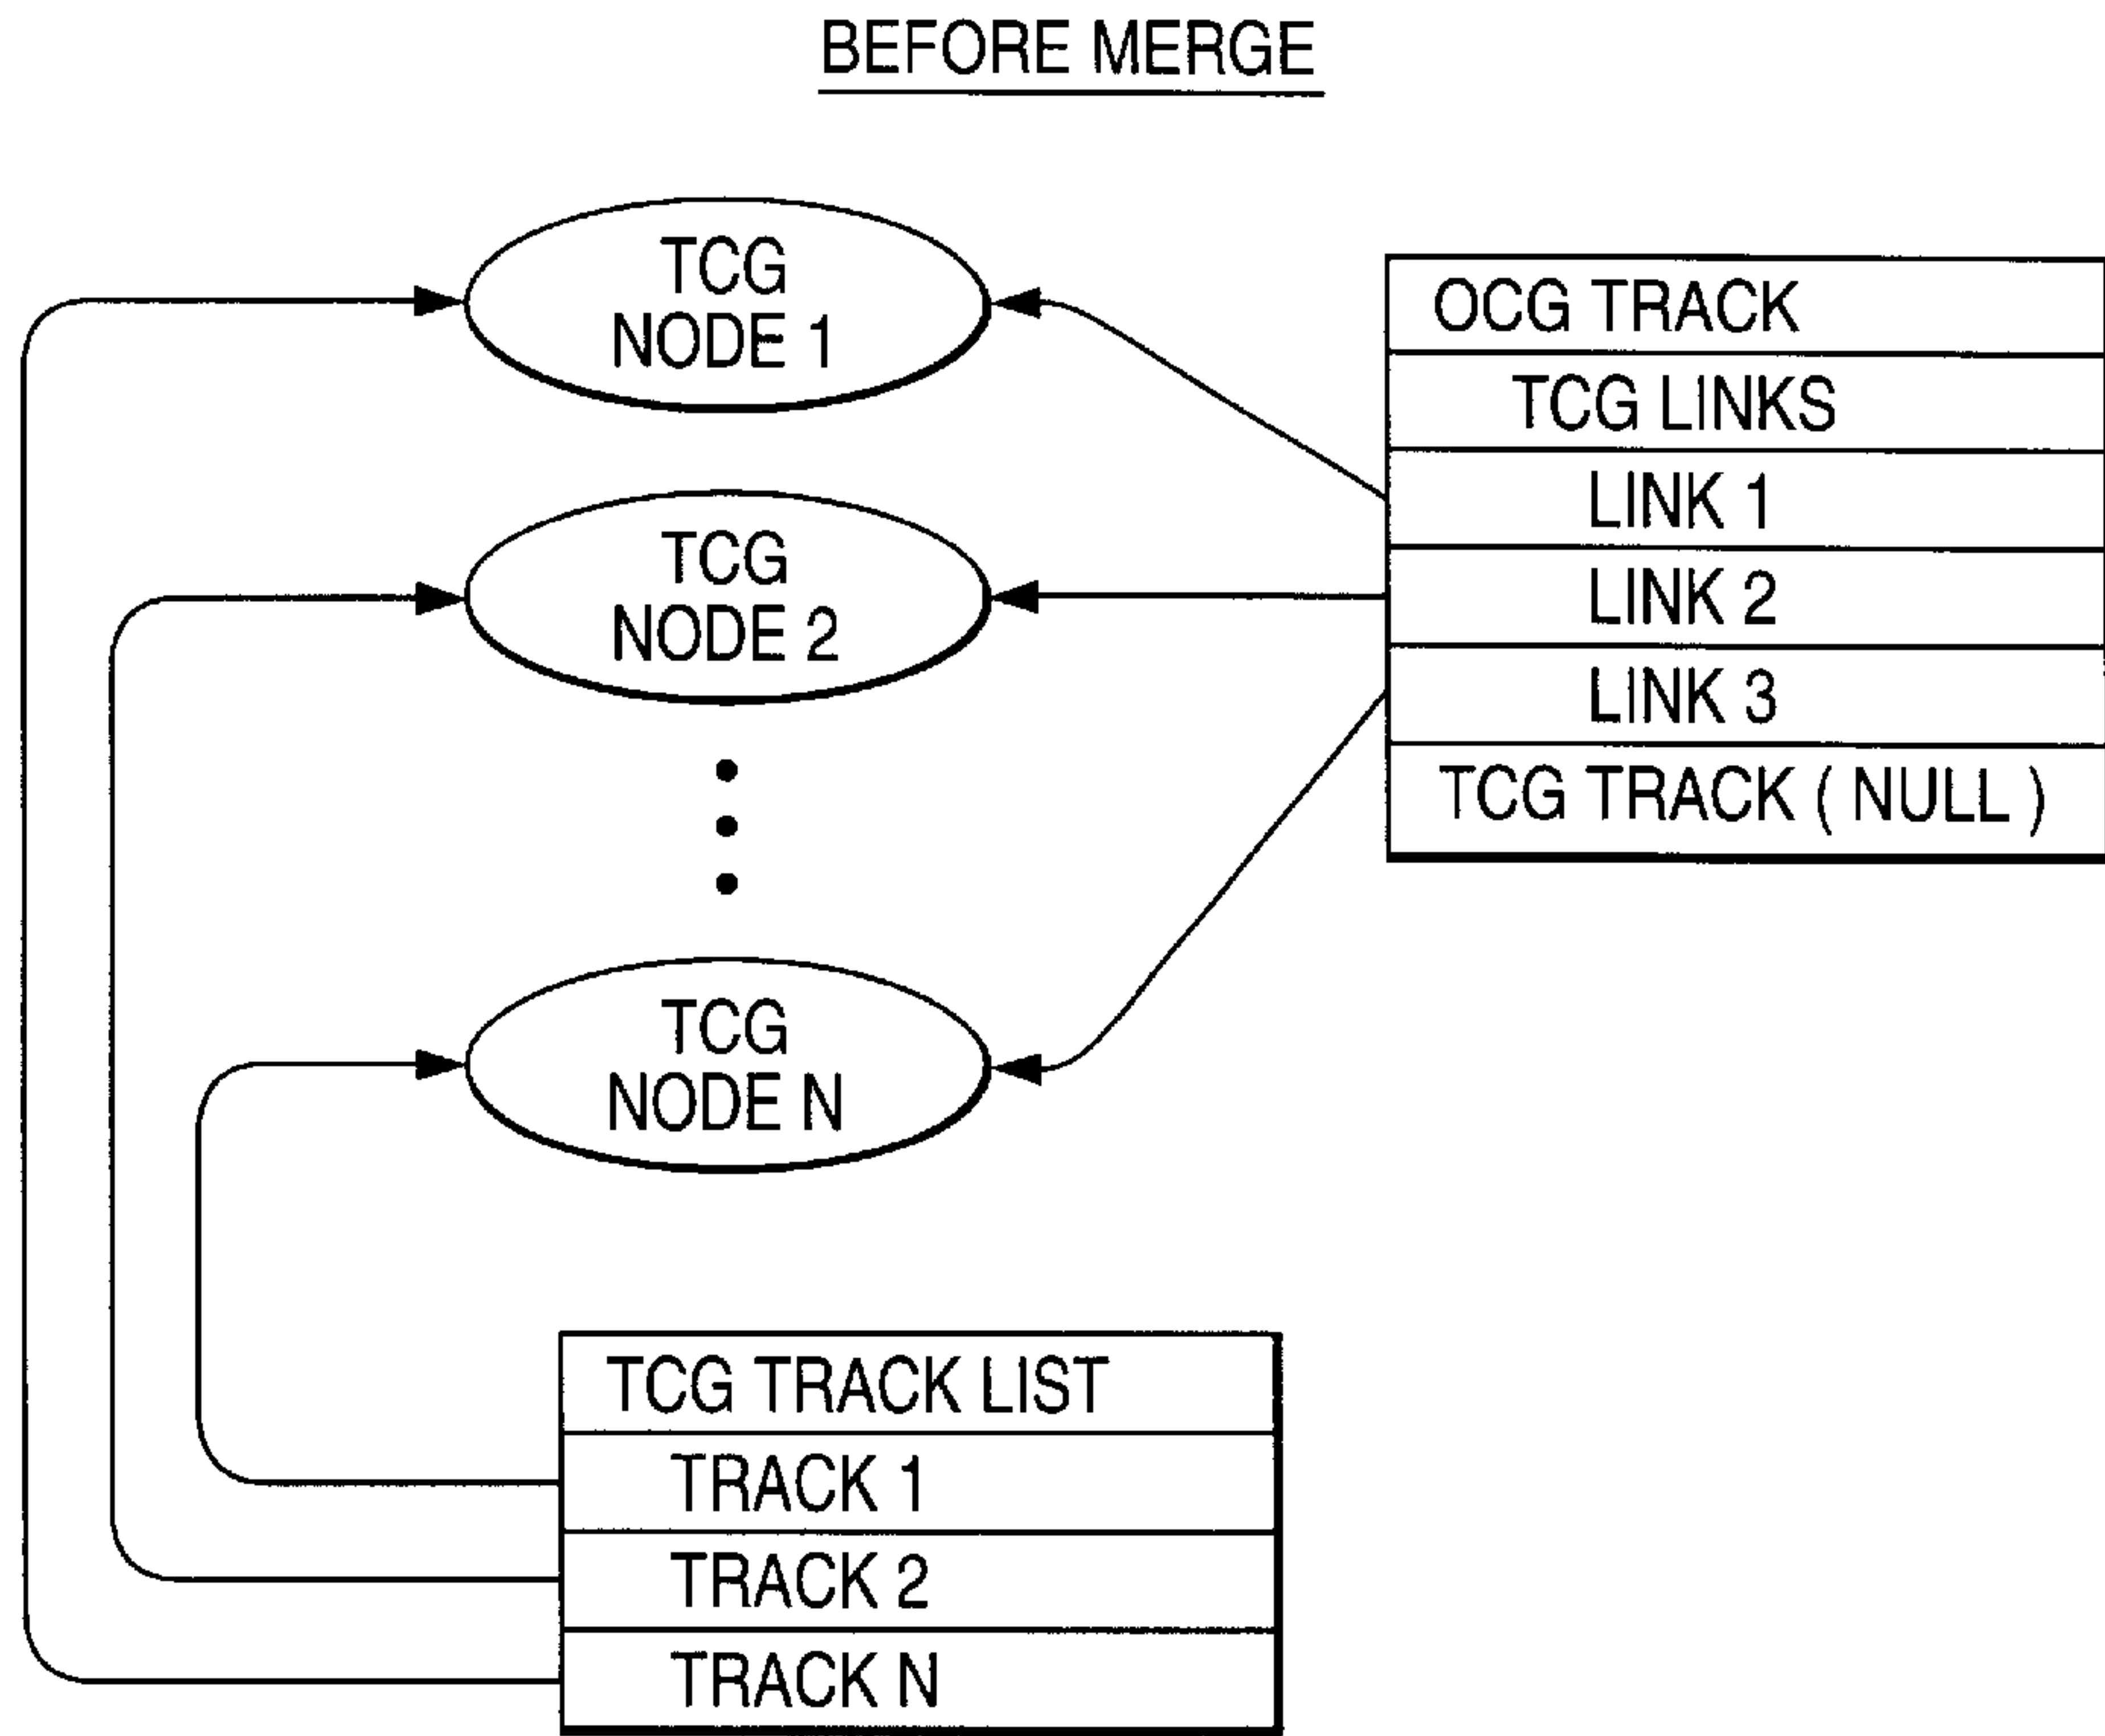 BEFORE MERGE
TCG
NODE 1
TCG
NODE 2
TCG
NODE N
OCG TRACK
TCG LINKS
LINK 1
LINK 2
LINK 3
TCG TRACK ( NULL )
TCG TRACK LIST
TRACK 1
TRACK 2
TRACK N